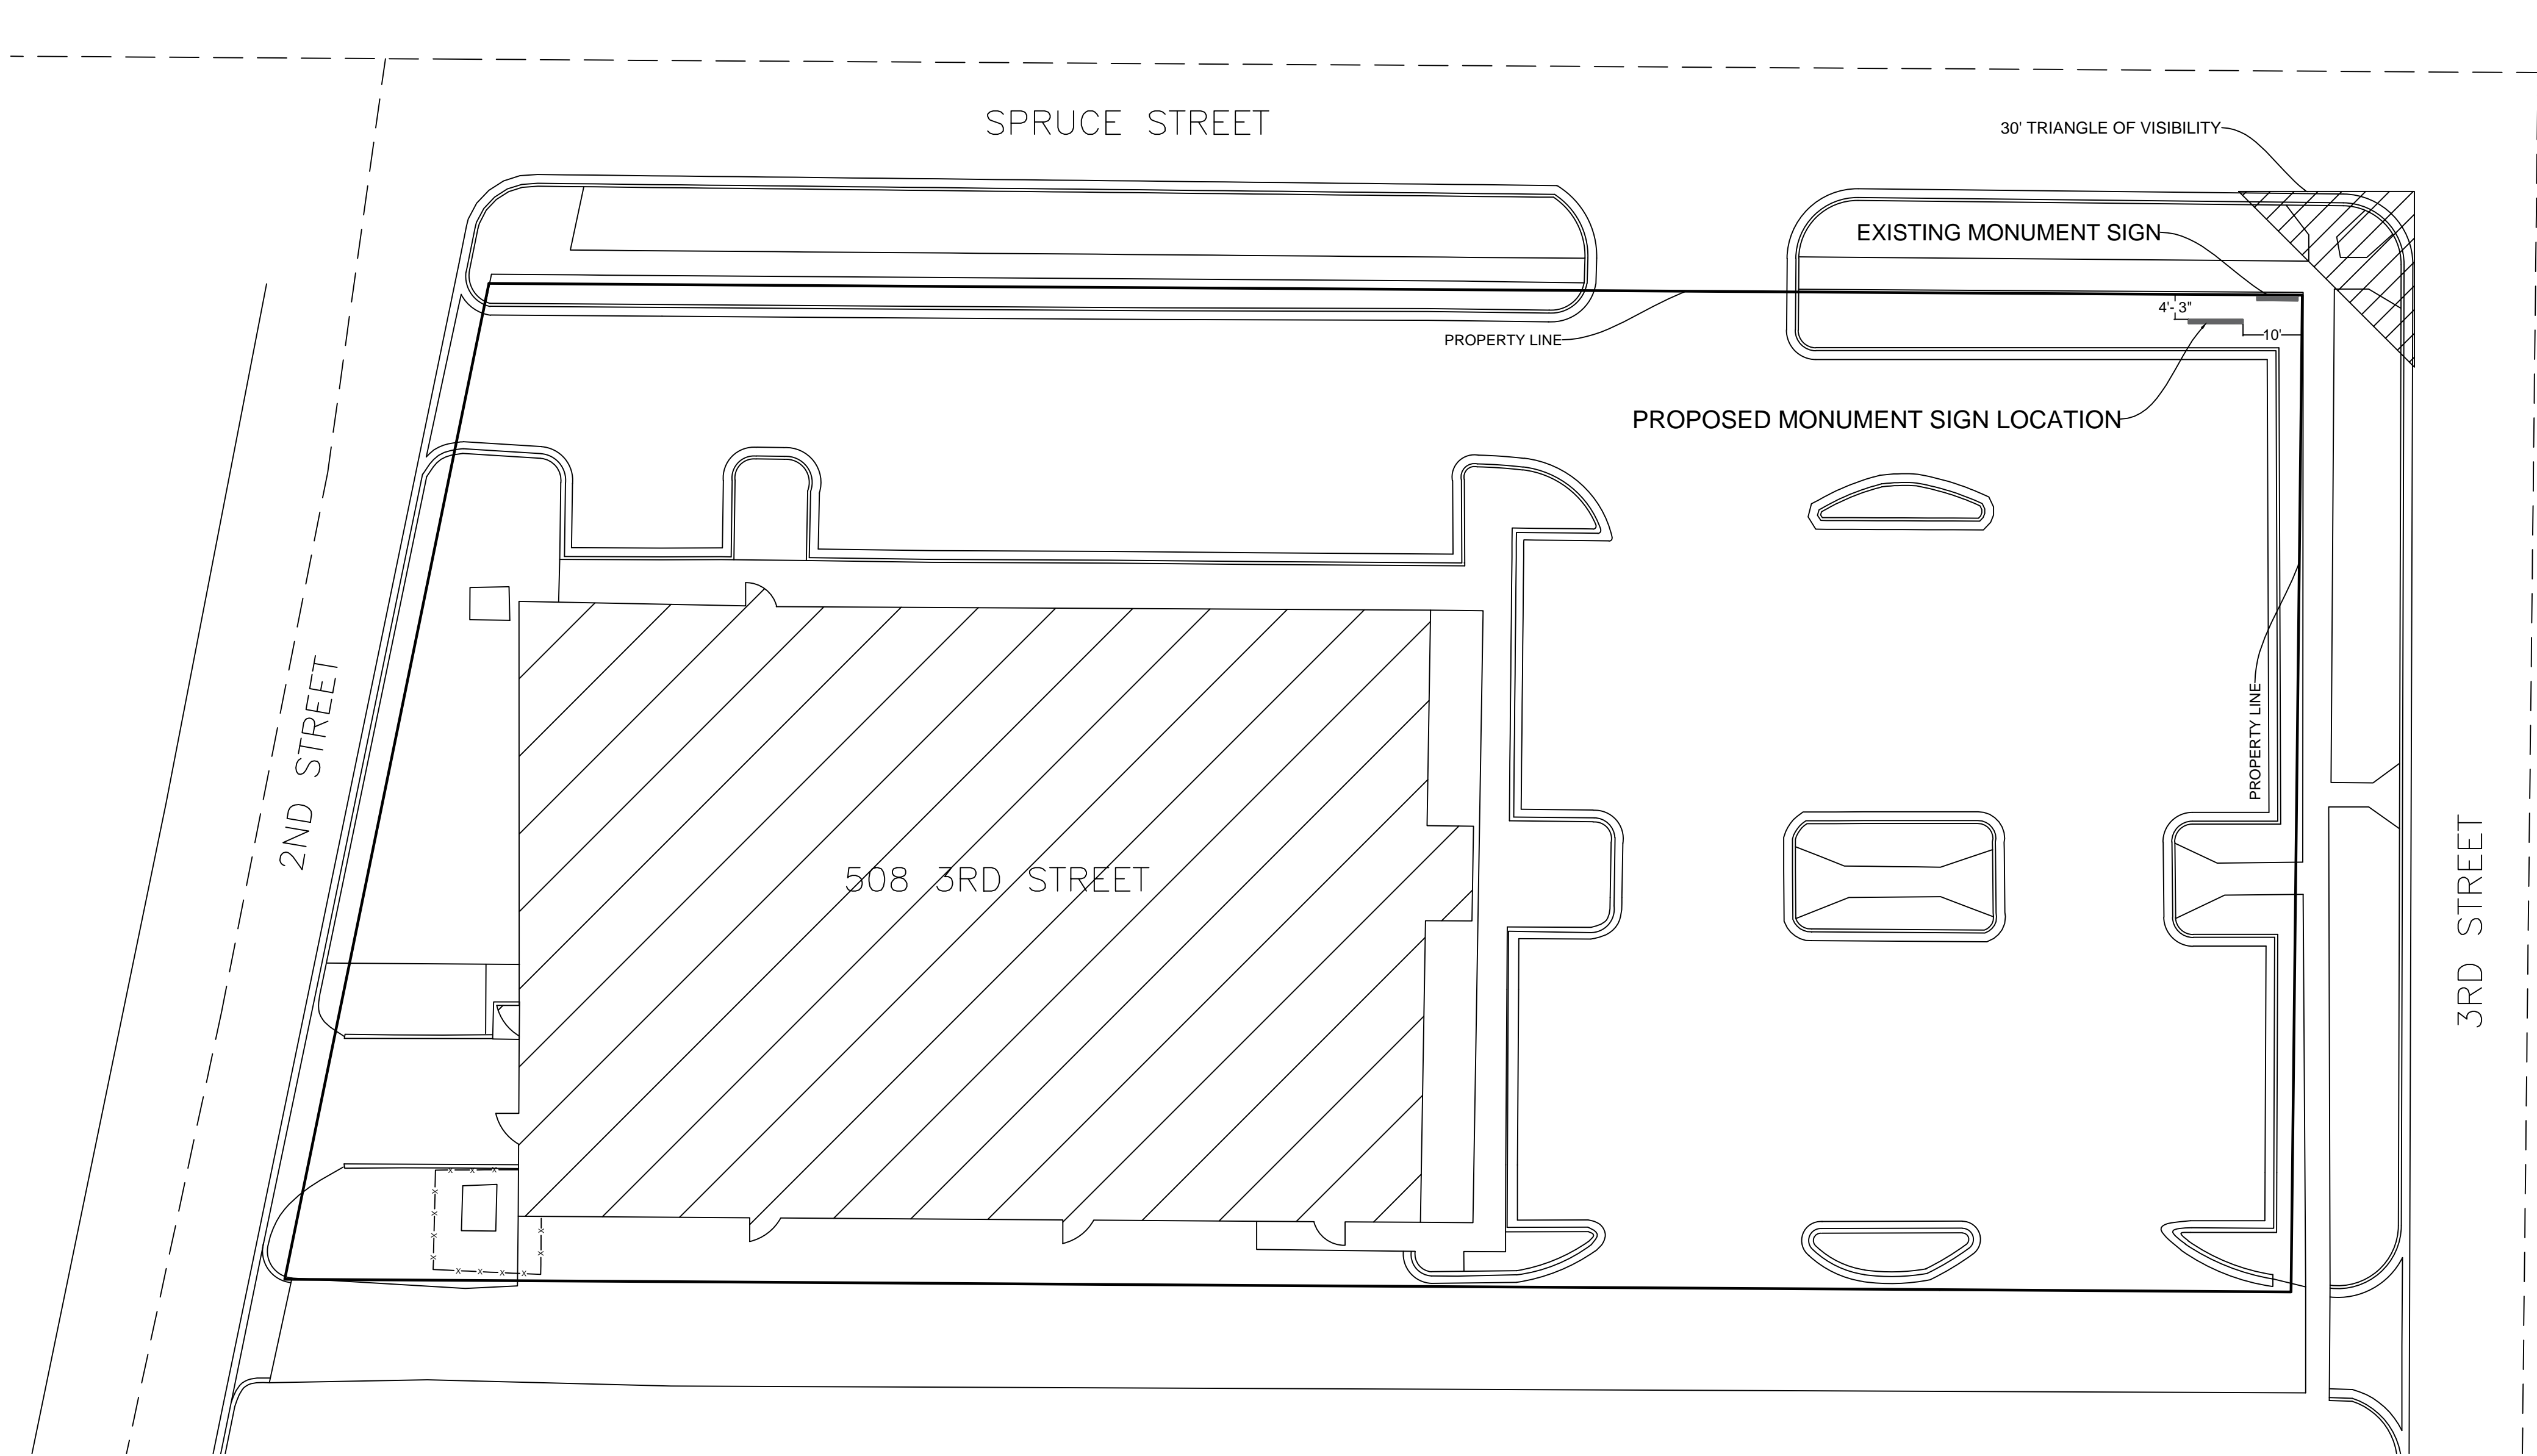 SPRUCE STREET
30' TRIANGLE OF VISIBILITY
EXISTING MONUMENT SIGN
4'- 3"
10'
PROPERTY LINE
PROPOSED MONUMENT SIGN LOCATION
2ND STREET
PROPERTY LINE
508 3RD STREET
3RD STREET